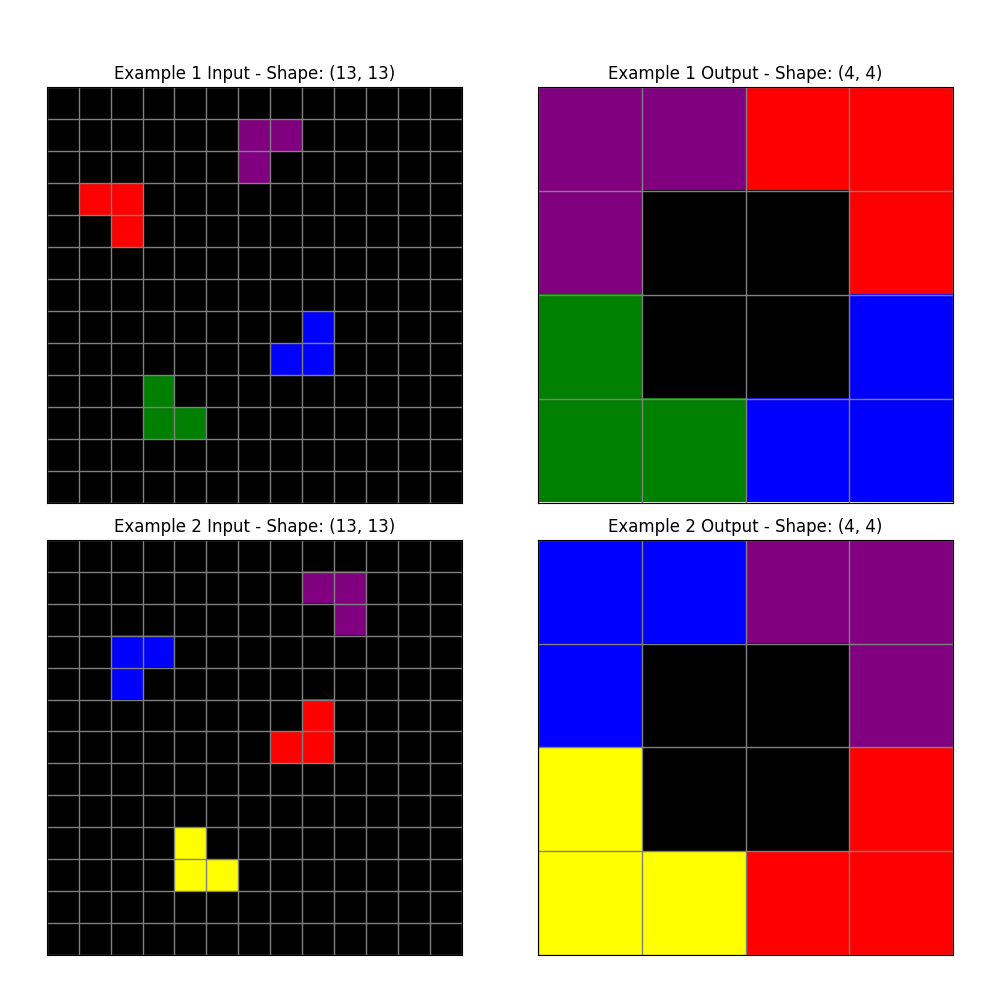 Example 1 Input - Shape: (13, 13)
Example 1 Output - Shape: (4, 4)
Example 2 Input - Shape: (13, 13)
Example 2 Output - Shape: (4, 4)